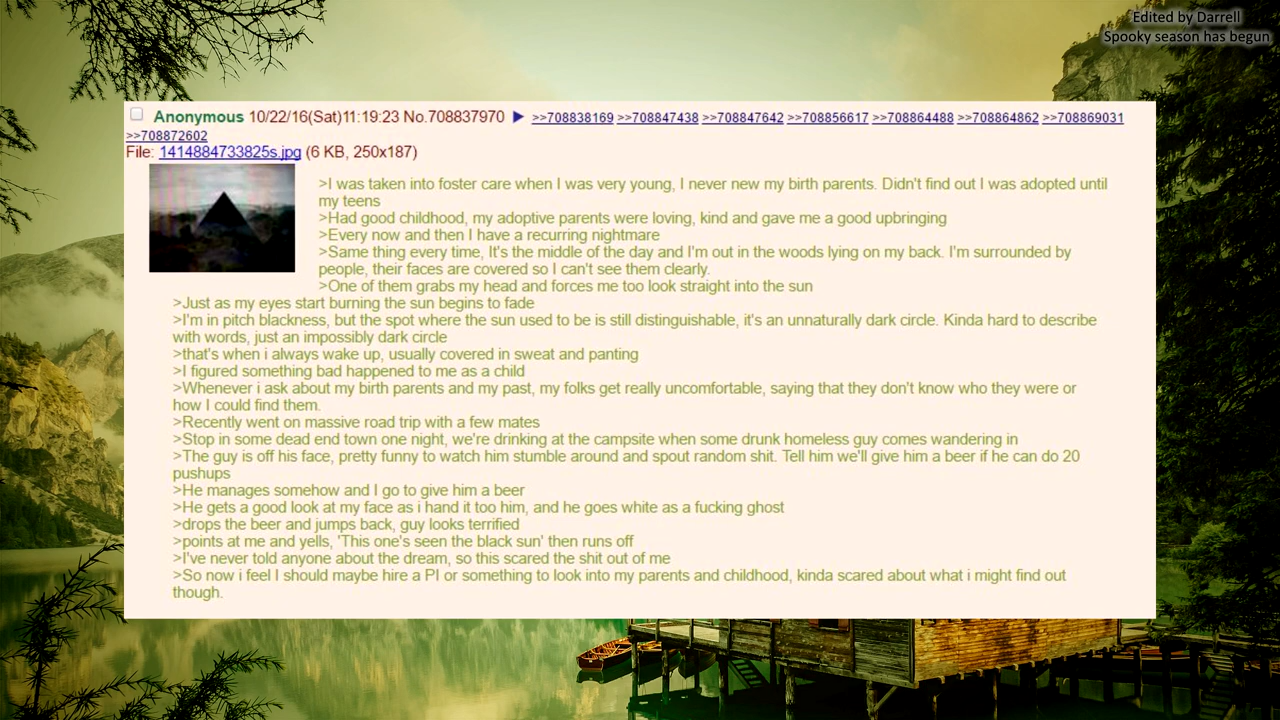 Edited by Darrell
Spooky season has begun
Anonymous 10/22/16(Sat)11:19:23 No.708837970 ▶ >>708838169 >>708847438 >>708847642 >>708856617 >>708864488 >>708864862 >>708869031
>>708872602
File: 1414884733825s.jpg (6 KB, 250x187)
>I was taken into foster care when I was very young, I never new my birth parents. Didn't find out I was adopted until
my teens
>Had good childhood, my adoptive parents were loving, kind and gave me a good upbringing
>Every now and then I have a recurring nightmare
>Same thing every time, It's the middle of the day and I'm out in the woods lying on my back. I'm surrounded by
people, their faces are covered so I can't see them clearly.
>One of them grabs my head and forces me too look straight into the sun
>Just as my eyes start burning the sun begins to fade
>I'm in pitch blackness, but the spot where the sun used to be is still distinguishable, it's an unnaturally dark circle. Kinda hard to describe
with words, just an impossibly dark circle
>that's when i always wake up, usually covered in sweat and panting
>I figured something bad happened to me as a child
>Whenever i ask about my birth parents and my past, my folks get really uncomfortable, saying that they don't know who they were or
how I could find them.
>Recently went on massive road trip with a few mates
>Stop in some dead end town one night, we're drinking at the campsite when some drunk homeless guy comes wandering in
>The guy is off his face, pretty funny to watch him stumble around and spout random shit. Tell him we'll give him a beer if he can do 20
pushups
>He manages somehow and I go to give him a beer
>He gets a good look at my face as i hand it too him, and he goes white as a fucking ghost
>drops the beer and jumps back, guy looks terrified
>points at me and yells, 'This one's seen the black sun' then runs off
>I've never told anyone about the dream, so this scared the shit out of me
>So now i feel I should maybe hire a PI or something to look into my parents and childhood, kinda scared about what i might find out
though.